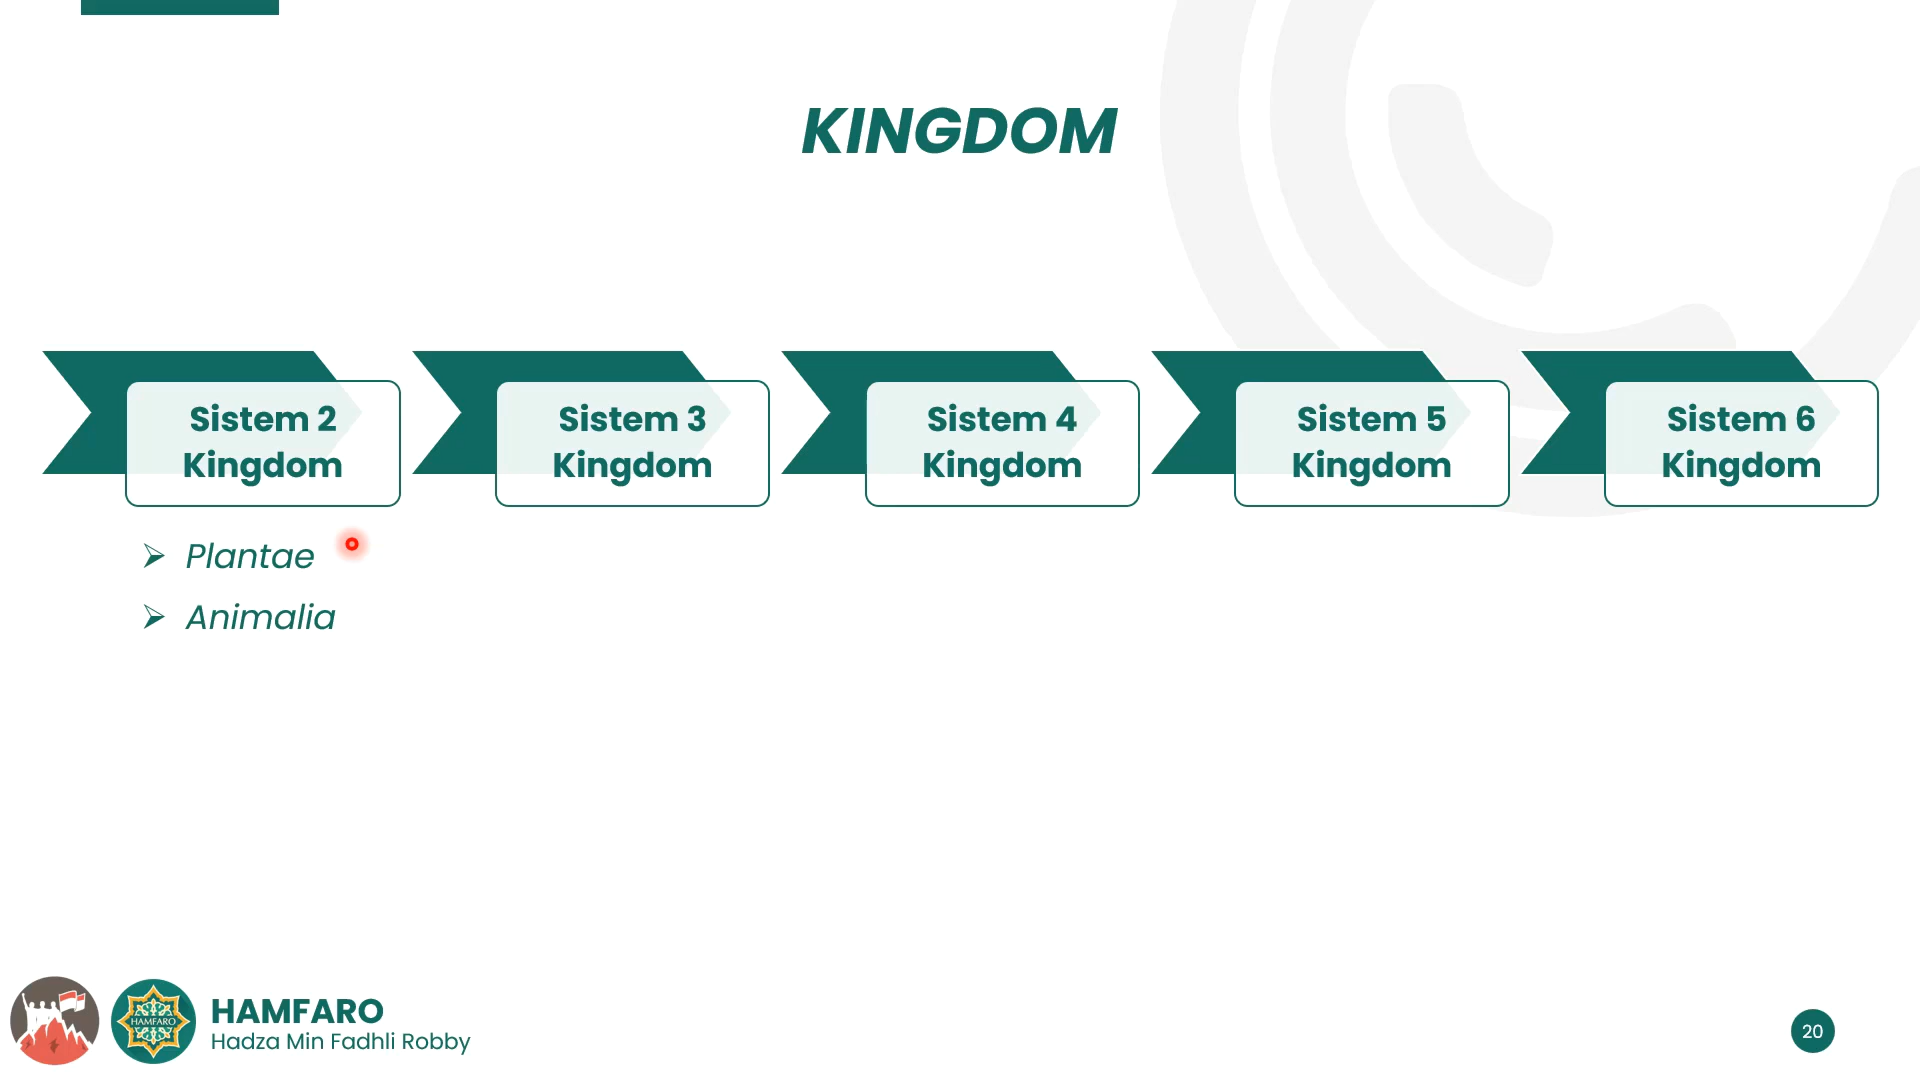 KINGDOM
Sistem 2
Kingdom
Sistem 3
Kingdom
Sistem 4
Kingdom
Sistem 5
Kingdom
Sistem 6
Kingdom
Plantae
Animalia
HAMFARO
HAMFARO
Hadza Min Fadhli Robby
20